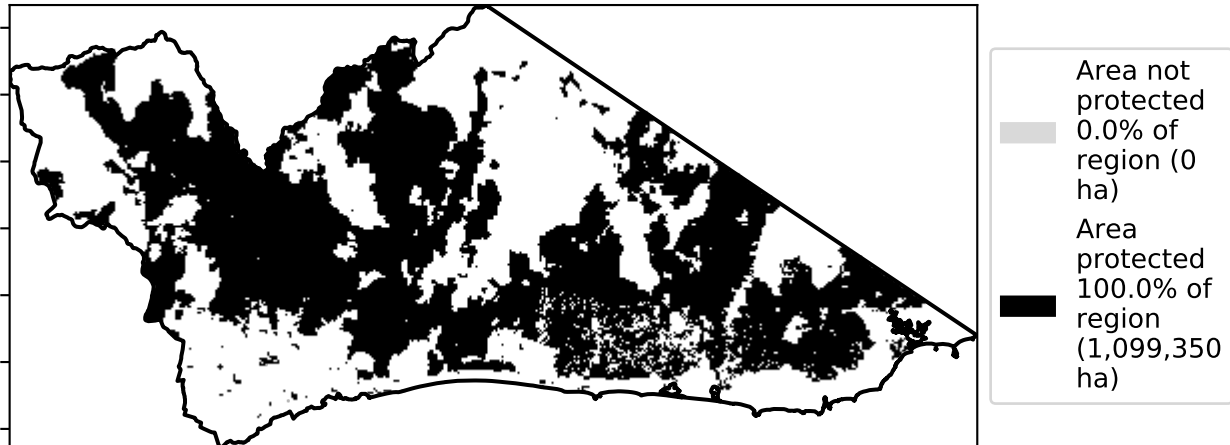 Area not
protected
0.0% of
region (0
ha)
Area
protected
100.0% of
region
(1,099,350
ha)